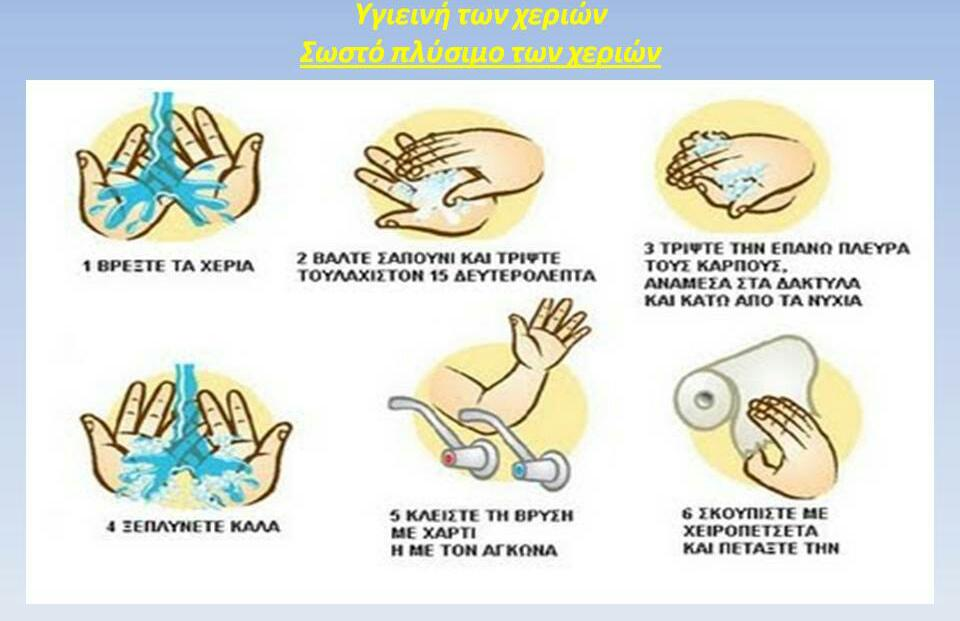 Υγιεινή των χεριών
Σωστό πλύσιμο των χεριών
1 ΒΡΕΞΤΕ ΤΑ ΧΕΡΙΑ
2 ΒΑΛΤΕ ΣΑΠΟΥΝΙ ΚΑΙ ΤΡΙΨΤΕ
ΤΟΥΛΑΧΙΣΤΟΝ 15 ΔΕΥΤΕΡΟΛΕΠΤΑ
3 ΤΡΙΨΤΕ ΤΗΝ ΕΠΑΝΩ ΠΛΕΥΡΑ
ΤΟΥΣ ΚΑΡΠΟΥΣ,
ΑΝΑΜΕΣΑ ΣΤΑ ΔΑΚΤΥΛΑ
ΚΑΙ ΚΑΤΩ ΑΠΟ ΤΑ ΝΥΧΙΑ
4 ΞΕΠΛΥΝΕΤΕ ΚΑΛΑ
5 ΚΛΕΙΣΤΕ ΤΗ ΒΡΥΣΗ
ΜΕ ΧΑΡΤΙ
Η ΜΕ ΤΟΝ ΑΓΚΩΝΑ
6 ΣΚΟΥΠΙΣΤΕ ΜΕ
ΧΕΙΡΟΠΕΤΣΕΤΑ
ΚΑΙ ΠΕΤΑΞΤΕ ΤΗΝ